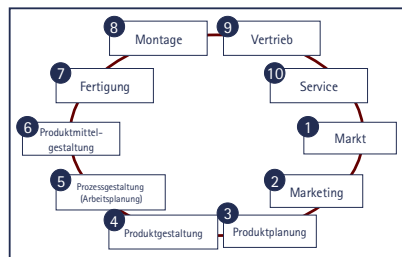 8
Montage
9
Vertrieb
7
Fertigung
10
Service
6
Produktmittel-
gestaltung
1
Markt
5
Prozessgestaltung
(Arbeitsplanung)
2
Marketing
4
Produktgestaltung
3
Produktplanung